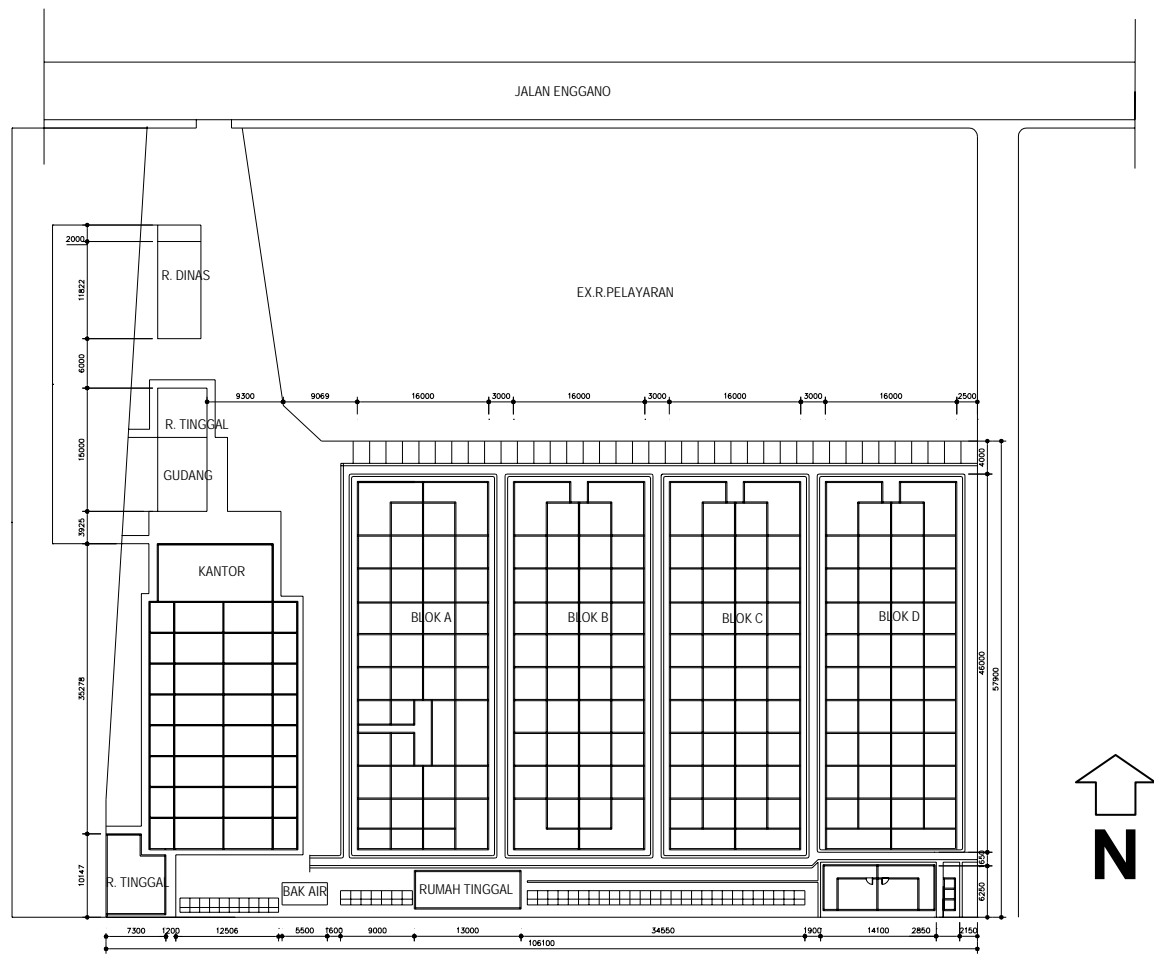 JALAN ENGGANO
2000
R. DINAS
11822
EX.R.PELAYARAN
6000
9300
9069
16000
3000
16000
3000
16000
3000
16000
2500
R. TINGGAL
15000
GUDANG
4000
3925
KANTOR
BLOK A
BLOK B
BLOK C
BLOK D
35278
46000
57900
N
1650
10147
R. TINGGAL
BAK AIR
RUMAH TINGGAL
6250
7300
1200
12506
5500
1600
9000
13000
34550
1900
14100
2850
2150
106100